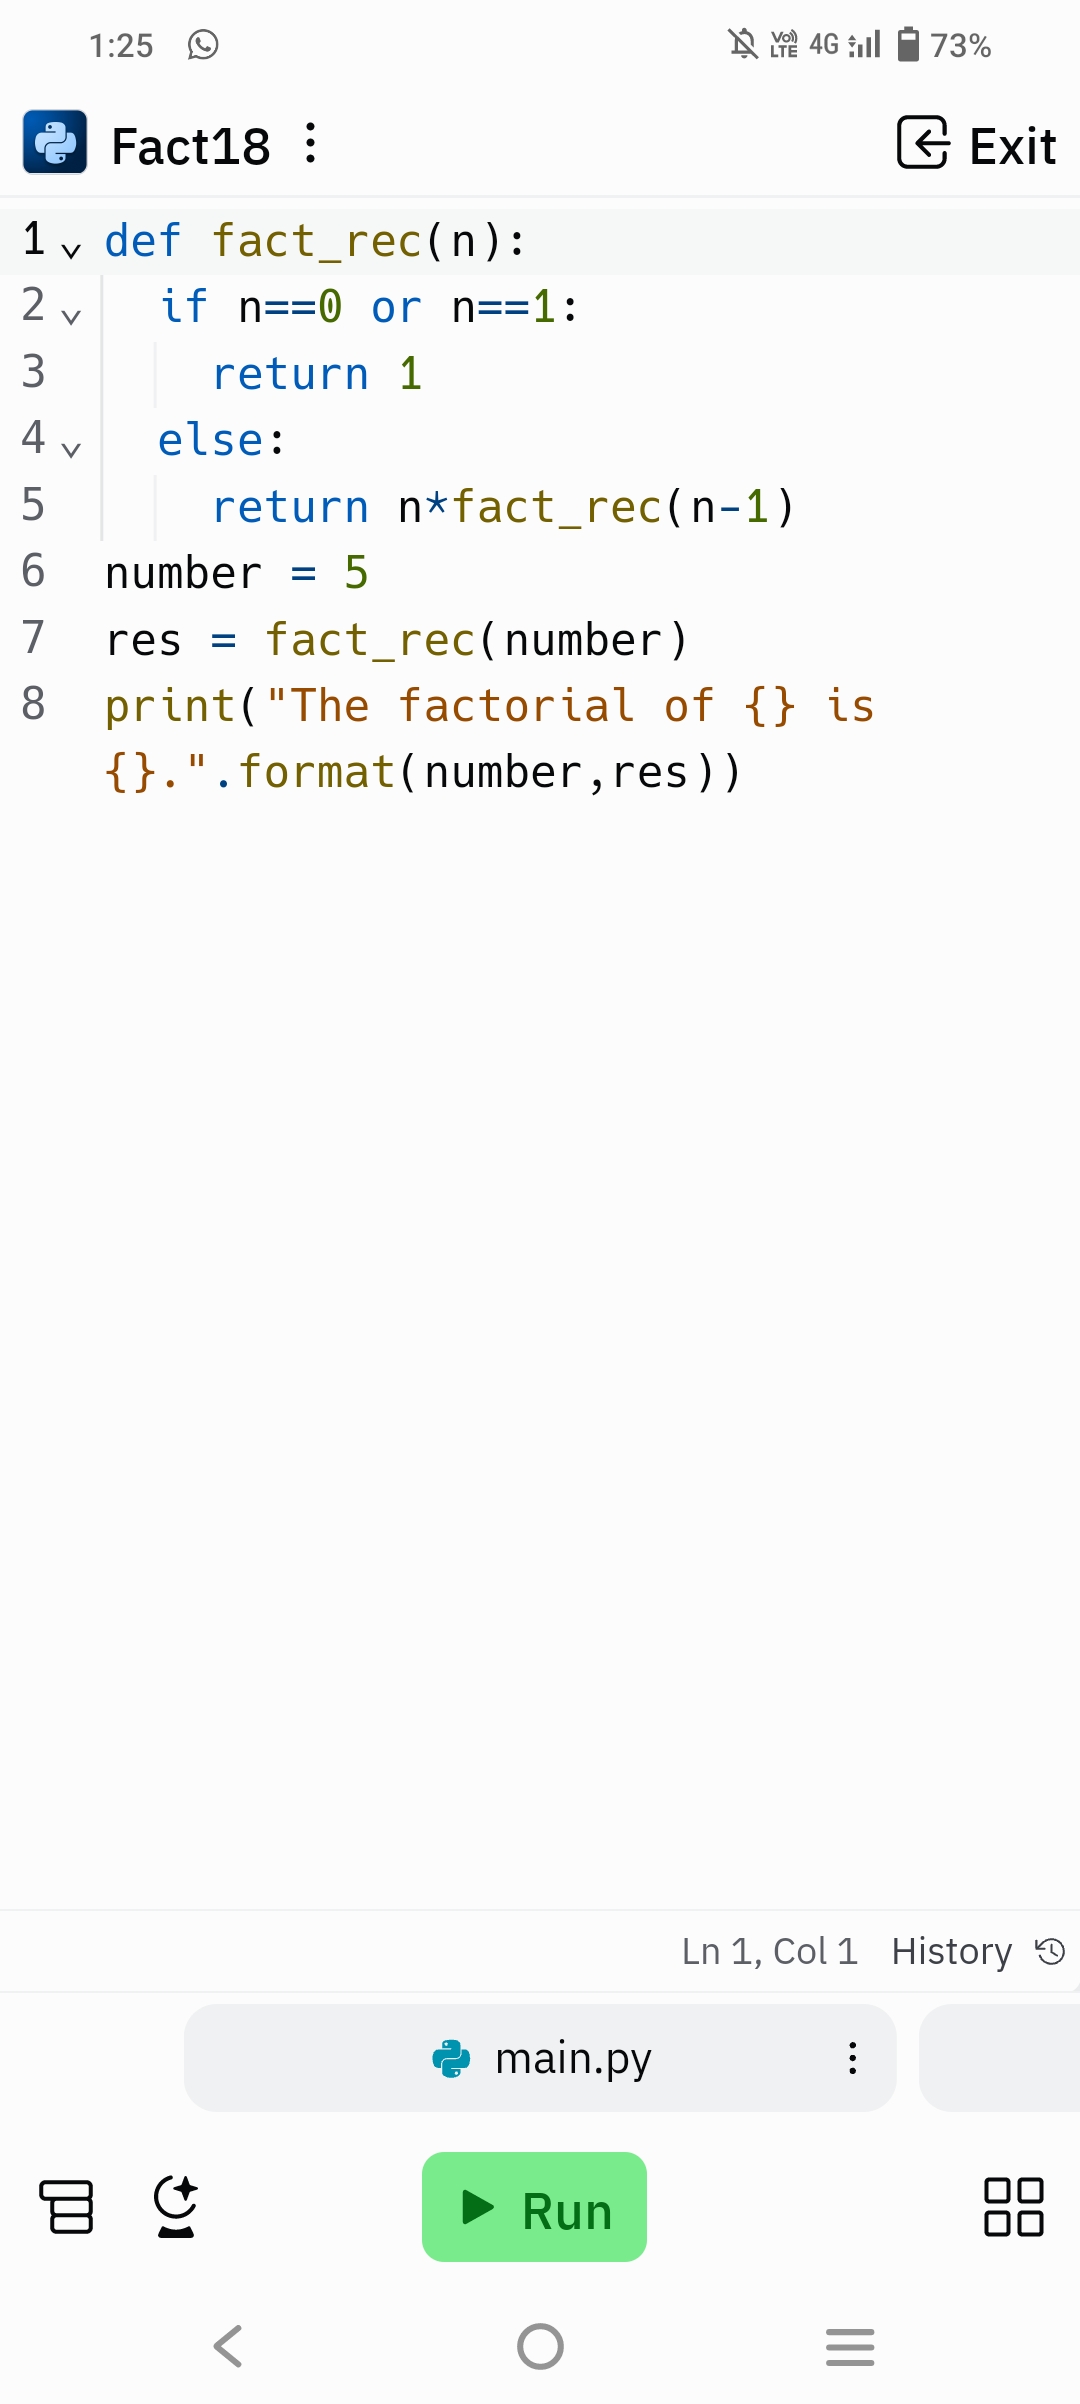 1:25 VoLTE 4G 73%
Fact18 Exit
1 def fact_rec(n):
2   if n==0 or n==1:
3     return 1
4   else:
5     return n*fact_rec(n-1)
6 number = 5
7 res = fact_rec(number)
8 print("The factorial of {} is
{}.".format(number,res))
Ln 1, Col 1 History
main.py
Run